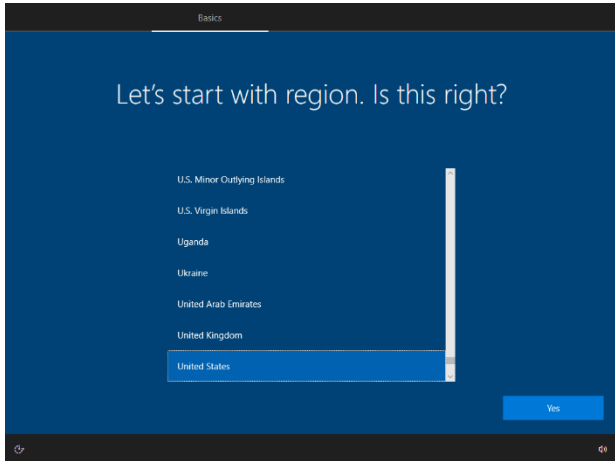 Basics
Let's start with region. Is this right?
U.S. Minor Outlying Islands
U.S. Virgin Islands
Uganda
Ukraine
United Arab Emirates
United Kingdom
United States
Yes